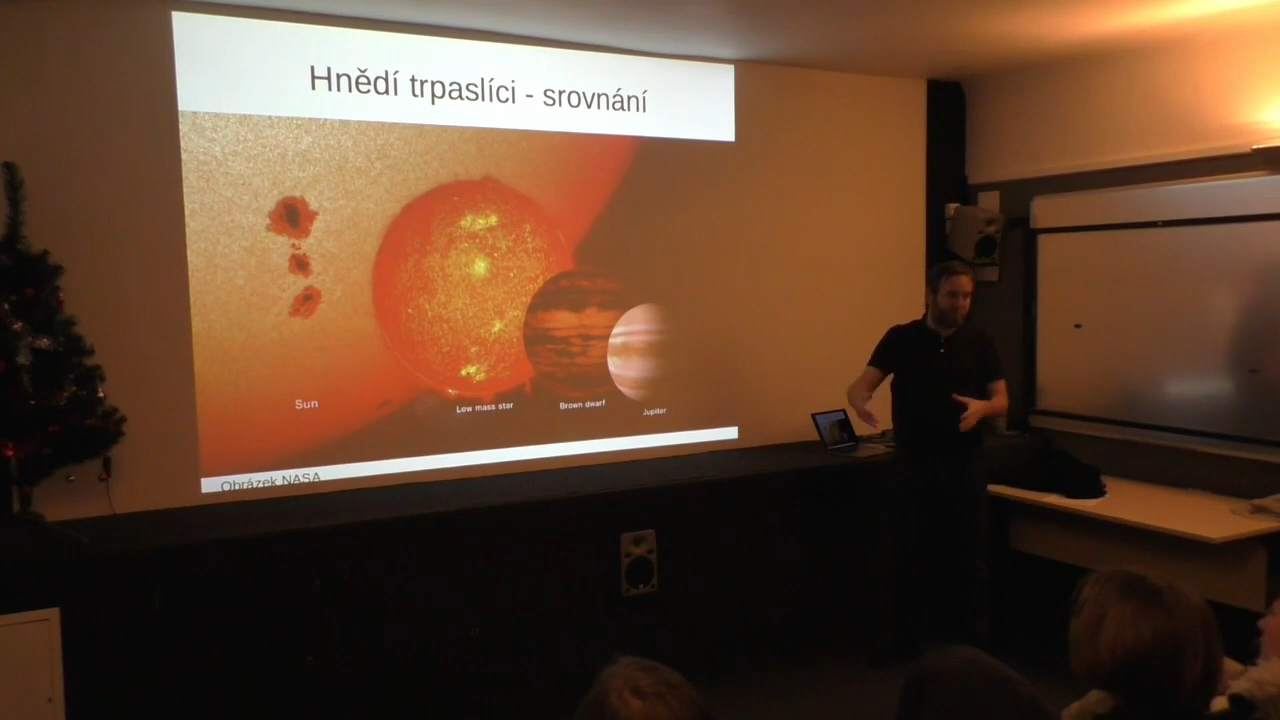 Hnědí trpaslíci - srovnání
Sun
Low mass star
Brown dwarf
Jupiter
Obrázek NASA